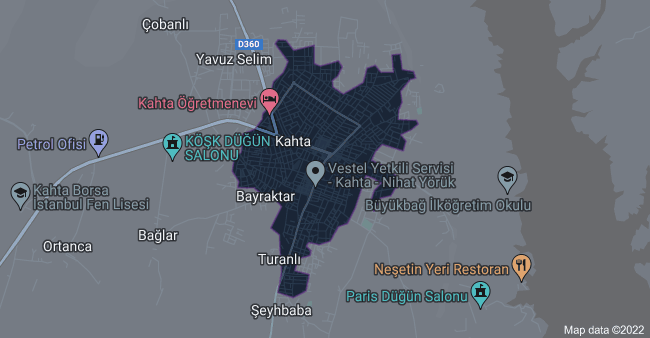 Çobanlı
D360
Yavuz Selim
Kahta Öğretmenevi
Petrol Ofisi
KÖŞK DÜĞÜN
SALONU
Kahta
Vestel Yetkili Servisi
- Kahta - Nihat Yörük
Kahta Borsa
İstanbul Fen Lisesi
Bayraktar
Büyükbağ İlköğretim Okulu
Bağlar
Ortanca
Turanlı
Neşetin Yeri Restoran
Paris Düğün Salonu
Şeyhbaba
Map data ©2022